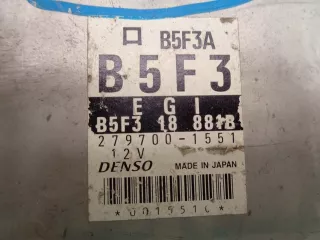 B5F3A
B5F3
EGI
B5F3 18 881B
279700-1551
12V
DENSO MADE IN JAPAN